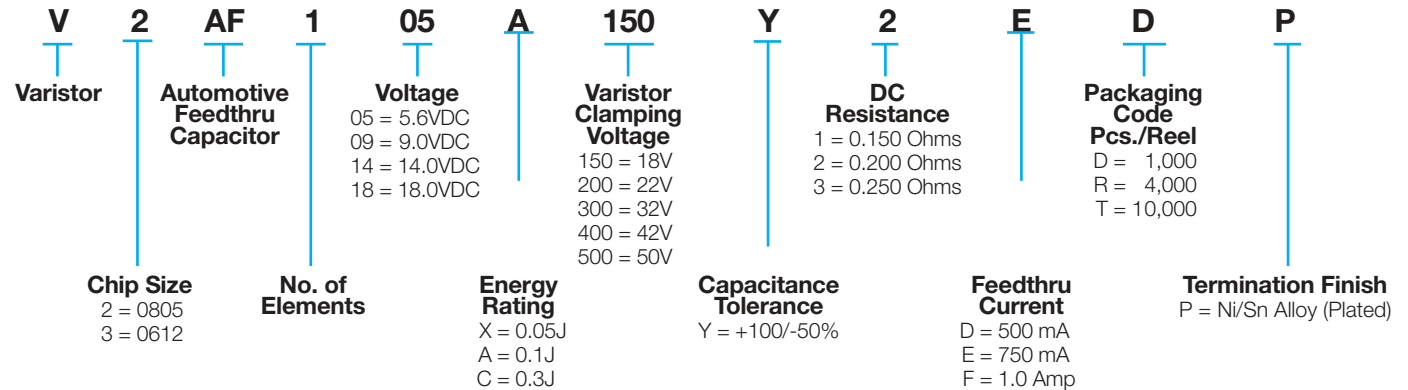 V 2 AF 1 05 A 150 Y 2 E D P
Varistor
Automotive
Feedthru
Capacitor
Voltage
05 = 5.6VDC
09 = 9.0VDC
14 = 14.0VDC
18 = 18.0VDC
Varistor
Clamping
Voltage
150 = 18V
200 = 22V
300 = 32V
400 = 42V
500 = 50V
DC
Resistance
1 = 0.150 Ohms
2 = 0.200 Ohms
3 = 0.250 Ohms
Packaging
Code
Pcs./Reel
D = 1,000
R = 4,000
T = 10,000
Chip Size
2 = 0805
3 = 0612
No. of
Elements
Energy
Rating
X = 0.05J
A = 0.1J
C = 0.3J
Capacitance
Tolerance
Y = +100/-50%
Feedthru
Current
D = 500 mA
E = 750 mA
F = 1.0 Amp
Termination Finish
P = Ni/Sn Alloy (Plated)